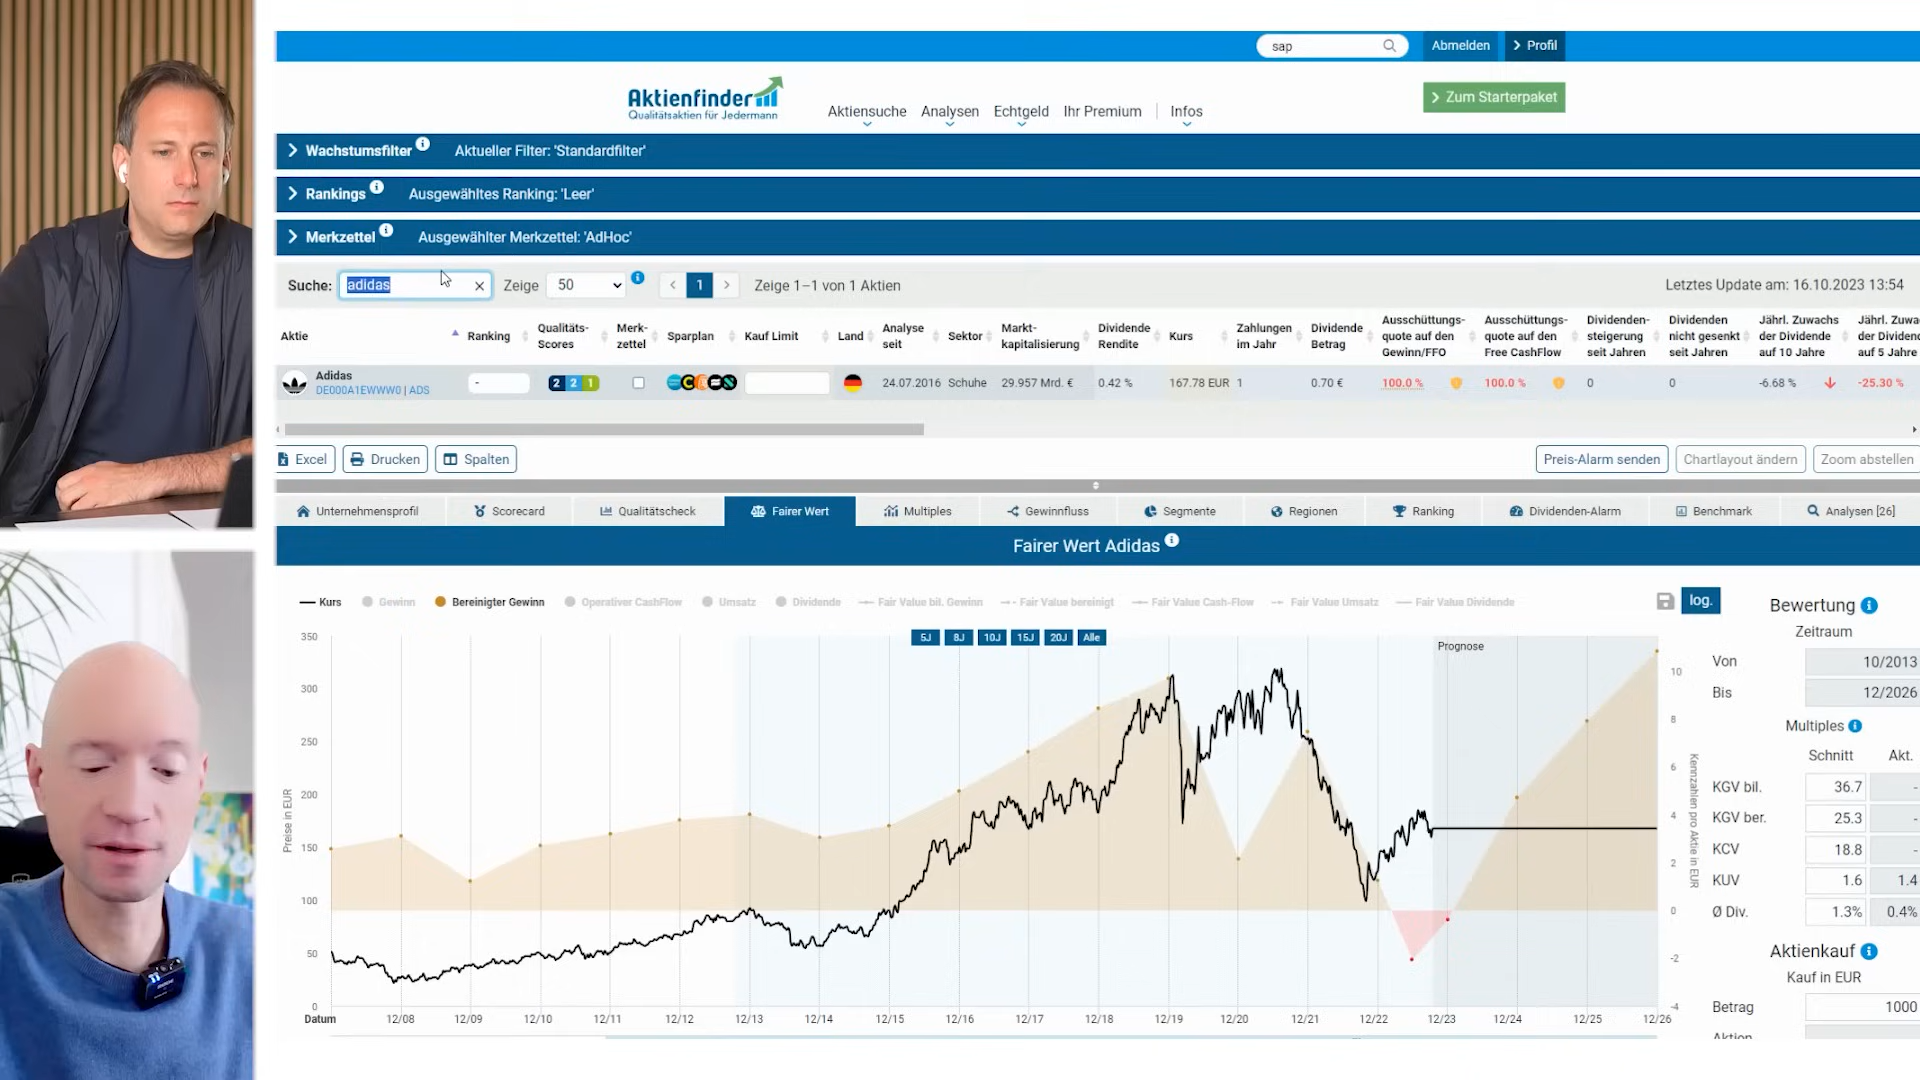 sap
Abmelden
Profil
Aktienfinder
Qualitätsaktien für Jedermann
Aktiensuche Analysen Echtgeld Ihr Premium Infos
Zum Starterpaket
Wachstumsfilter Aktueller Filter: 'Standardfilter'
Rankings Ausgewähltes Ranking: 'Leer'
Merkzettel Ausgewählter Merkzettel: 'AdHoc'
Suche: adidas Zeige 50 1 Zeige 1–1 von 1 Aktien Letztes Update am: 16.10.2023 13:54
Aktie
Ranking
Qualitäts-
Scores
Merk-
zettel
Sparplan
Kauf Limit
Land
Analyse
seit
Sektor
Markt-
kapitalisierung
Dividende
Rendite
Kurs
Zahlungen
im Jahr
Dividende
Betrag
Ausschüttungs-
quote auf den
Gewinn/FFO
Ausschüttungs-
quote auf den
Free CashFlow
Dividenden-
steigerung
seit Jahren
Dividenden
nicht gesenkt
seit Jahren
Jährl. Zuwachs
der Dividende
auf 10 Jahre
Jährl. Zuwa
der Dividen
auf 5 Jahre
Adidas
DE000A1EWWW0 | ADS
- 2 2 1 24.07.2016 Schuhe 29.957 Mrd. € 0.42 % 167.78 EUR 1 0.70 € 100.0 % 100.0 % 0 0 -6.68 % -25.30 %
Excel Drucken Spalten Preis-Alarm senden Chartlayout ändern Zoom abstellen
Unternehmensprofil Scorecard Qualitätscheck Fairer Wert Multiples Gewinnfluss Segmente Regionen Ranking Dividenden-Alarm Benchmark Analysen [26]
Fairer Wert Adidas
Kurs Gewinn Bereinigter Gewinn Operativer CashFlow Umsatz Dividende Fair Value bil. Gewinn Fair Value bereinigt Fair Value Cash-Flow Fair Value Umsatz Fair Value Dividende
log.
5J 8J 10J 15J 20J Alle
Prognose
Preise in EUR
350
300
250
200
150
100
50
0
Kennzahlen pro Aktie in EUR
10
8
6
4
2
0
-2
-4
Datum 12/08 12/09 12/10 12/11 12/12 12/13 12/14 12/15 12/16 12/17 12/18 12/19 12/20 12/21 12/22 12/23 12/24 12/25 12/26
Bewertung
Zeitraum
Von 10/2013
Bis 12/2026
Multiples
Schnitt Akt.
KGV bil. 36.7 -
KGV ber. 25.3 -
KCV 18.8 -
KUV 1.6 1.4
Ø Div. 1.3% 0.4%
Aktienkauf
Kauf in EUR
Betrag 1000
Aktien